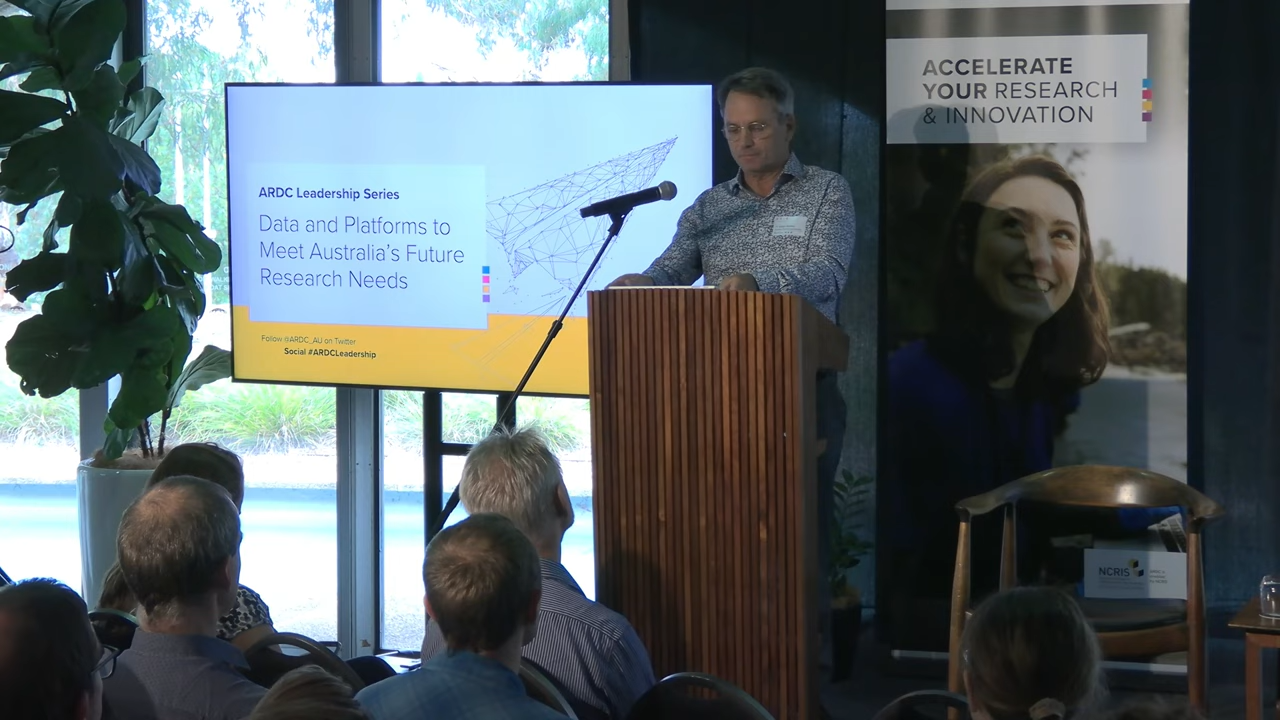 ACCELERATE
YOUR RESEARCH
& INNOVATION
ARDC Leadership Series
Data and Platforms to
Meet Australia's Future
Research Needs
Follow @ARDC_AU on Twitter
Social #ARDCLeadership
NCRIS